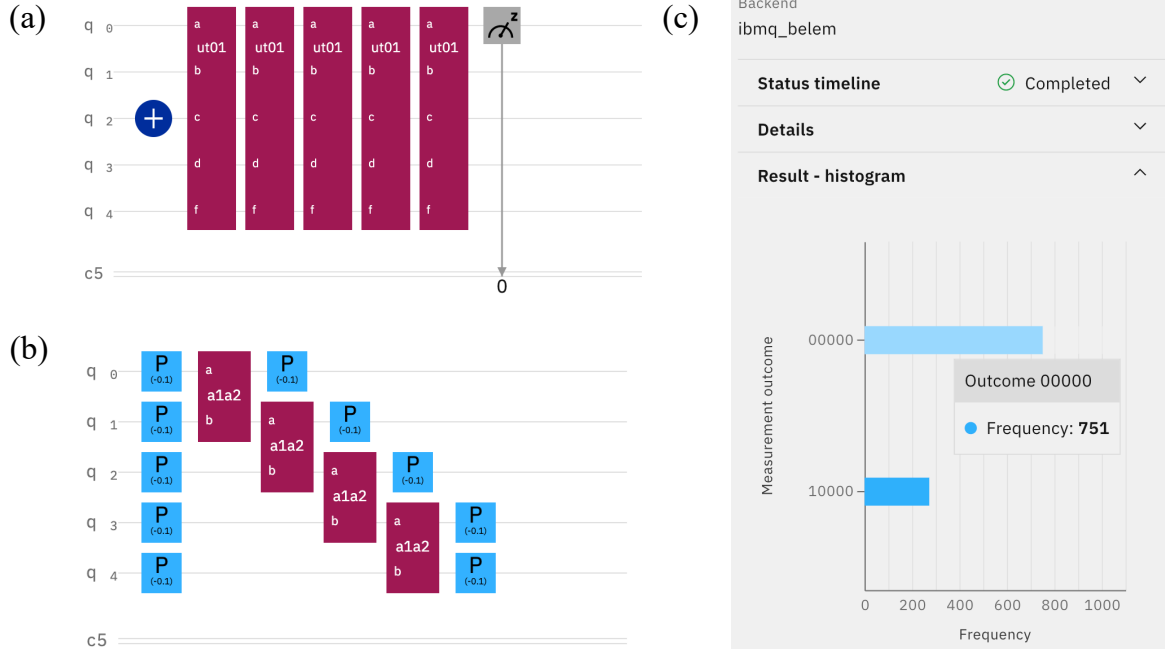 (a)
q 0 a a a a a z
ut01 ut01 ut01 ut01 ut01
q 1 b b b b b
q 2 + c c c c c
q 3 d d d d d
q 4 f f f f f
c5
0
(b)
q 0 P (-0.1) a P (-0.1)
a1a2
q 1 P (-0.1) b a P (-0.1)
a1a2
q 2 P (-0.1) b a P (-0.1)
a1a2
q 3 P (-0.1) b a P (-0.1)
a1a2
q 4 P (-0.1) b P (-0.1)
c5
(c)
Backend
ibmq_belem
Status timeline Completed
Details
Result - histogram
Measurement outcome
00000
Outcome 00000
Frequency: 751
10000
0 200 400 600 800 1000
Frequency